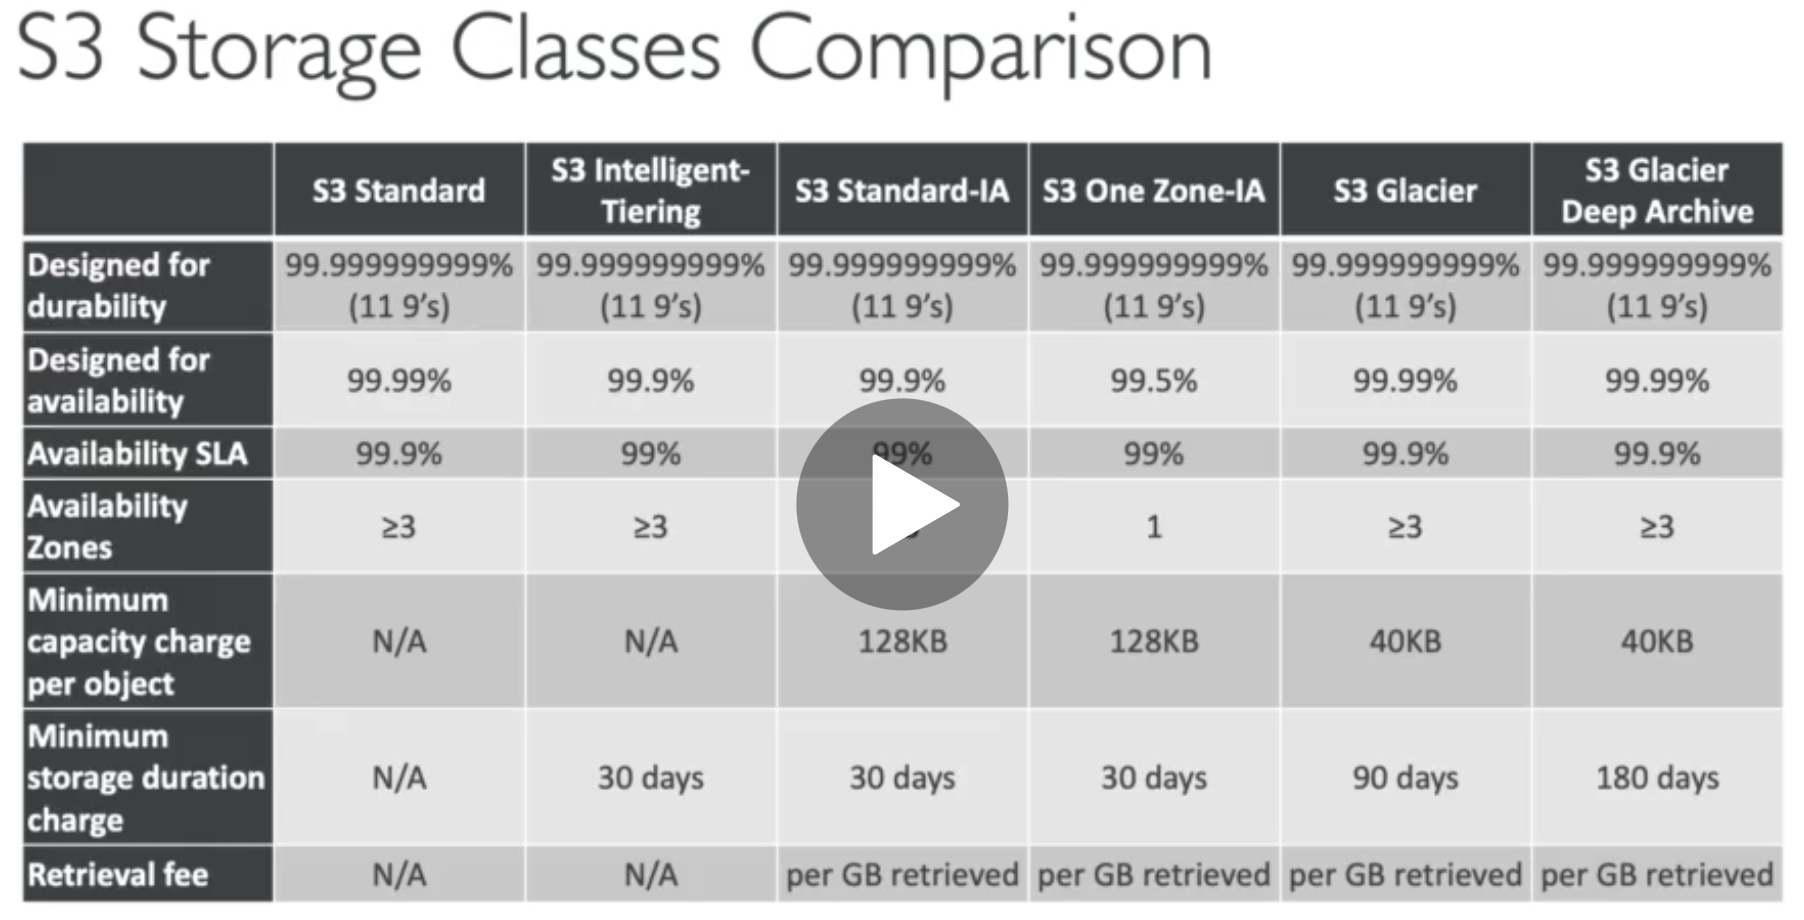 S3 Storage Classes Comparison
S3 Standard
S3 Intelligent-
Tiering
S3 Standard-IA
S3 One Zone-IA
S3 Glacier
S3 Glacier
Deep Archive
Designed for
durability
99.999999999%
(11 9’s)
99.999999999%
(11 9’s)
99.999999999%
(11 9’s)
99.999999999%
(11 9’s)
99.999999999%
(11 9’s)
99.999999999%
(11 9’s)
Designed for
availability
99.99%
99.9%
99.9%
99.5%
99.99%
99.99%
Availability SLA
99.9%
99%
99%
99%
99.9%
99.9%
Availability
Zones
≥3
≥3
1
≥3
≥3
Minimum
capacity charge
per object
N/A
N/A
128KB
128KB
40KB
40KB
Minimum
storage duration
charge
N/A
30 days
30 days
30 days
90 days
180 days
Retrieval fee
N/A
N/A
per GB retrieved
per GB retrieved
per GB retrieved
per GB retrieved